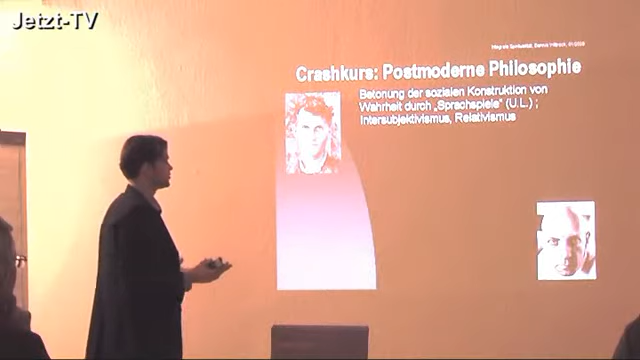 Jetzt-TV
Crashkurs: Postmoderne Philosophie
Betonung der sozialen Konstruktion von
Wahrheit durch „Sprachspiele" (U.L.) ;
Intersubjektivismus, Relativismus